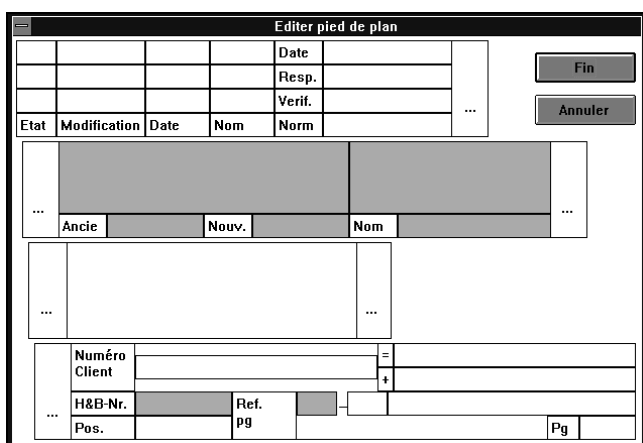 Editer pied de plan
Date
Resp.
Verif.
Etat Modification Date Nom Norm
...
Fin
Annuler
...
Ancie Nouv. Nom
...
...
...
Numéro
Client
=
+
...
H&B-Nr. Ref.
pg
–
Pos. Pg